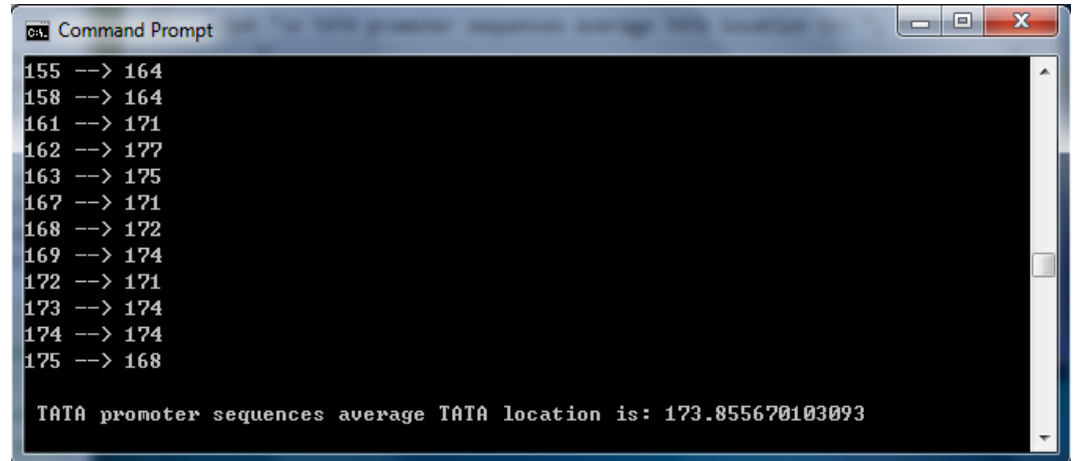 Command Prompt
155 --> 164
158 --> 164
161 --> 171
162 --> 177
163 --> 175
167 --> 171
168 --> 172
169 --> 174
172 --> 171
173 --> 174
174 --> 174
175 --> 168
TATA promoter sequences average TATA location is: 173.855670103093